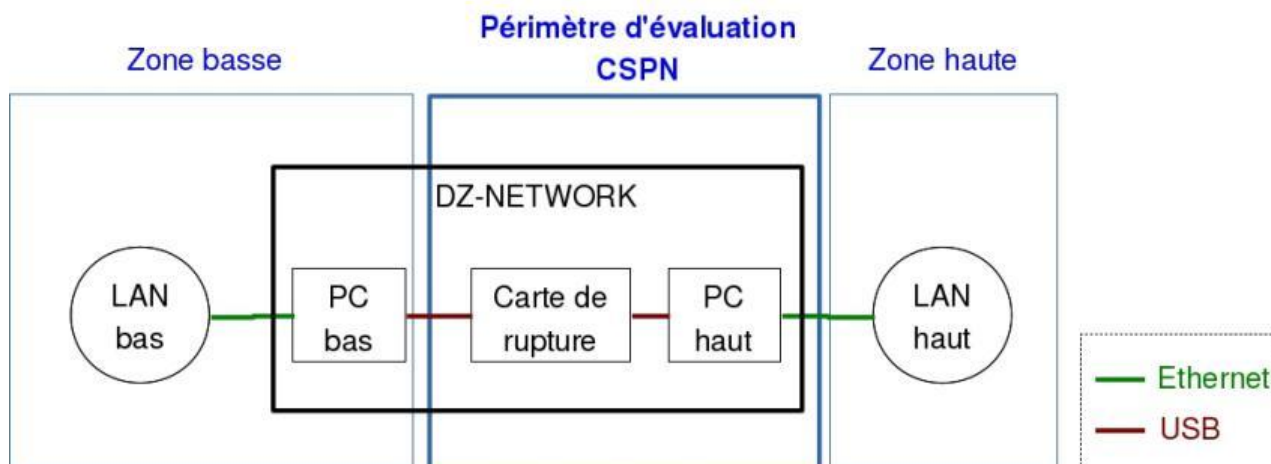 Périmètre d'évaluation
CSPN
Zone basse
Zone haute
DZ-NETWORK
LAN
bas
PC
bas
Carte de
rupture
PC
haut
LAN
haut
Ethernet
USB